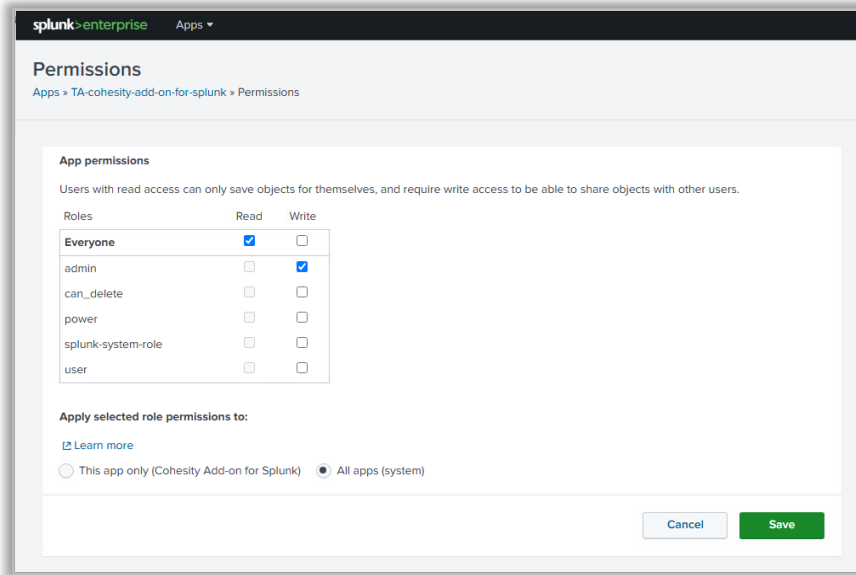 splunk>enterprise Apps ▾
Permissions
Apps » TA-cohesity-add-on-for-splunk » Permissions
App permissions
Users with read access can only save objects for themselves, and require write access to be able to share objects with other users.
Roles Read Write
Everyone
admin
can_delete
power
splunk-system-role
user
Apply selected role permissions to:
Learn more
This app only (Cohesity Add-on for Splunk) All apps (system)
Cancel Save